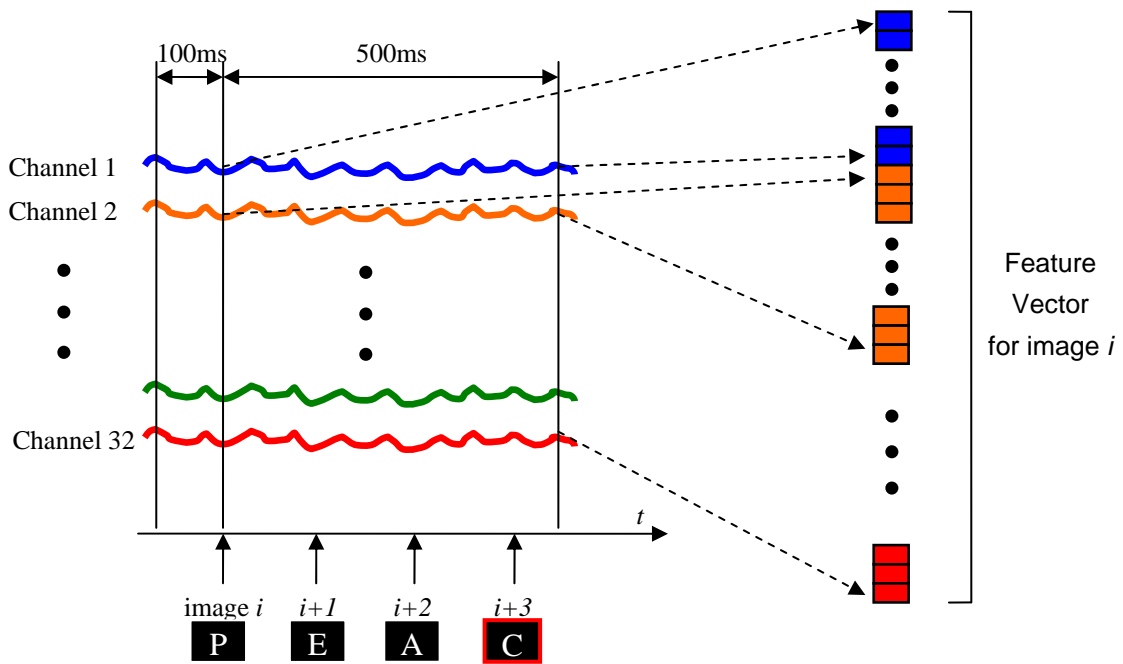 100ms 500ms
Channel 1
Channel 2
Channel 32
t
image i i+1 i+2 i+3
P E A C
Feature
Vector
for image i